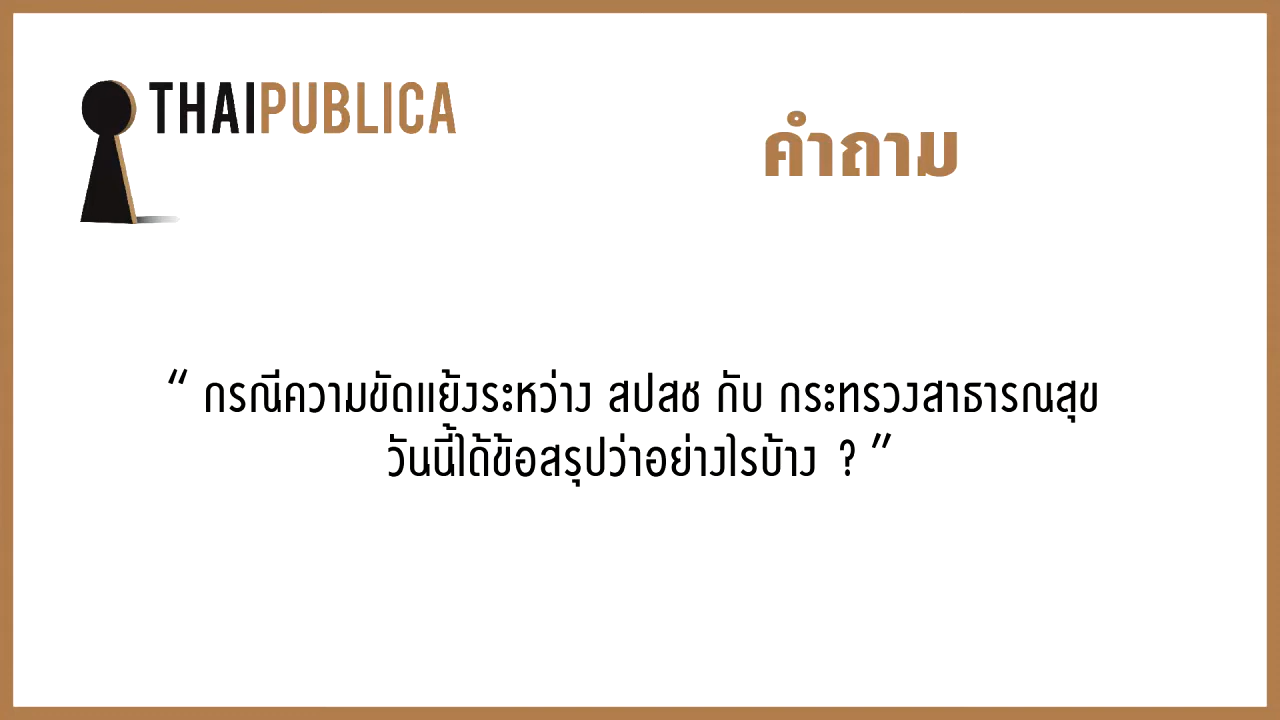 THAIPUBLICA
คำถาม
“ กรณีความขัดแย้งระหว่าง สปสช กับ กระทรวงสาธารณสุข
วันนี้ได้ข้อสรุปว่าอย่างไรบ้าง ? ”